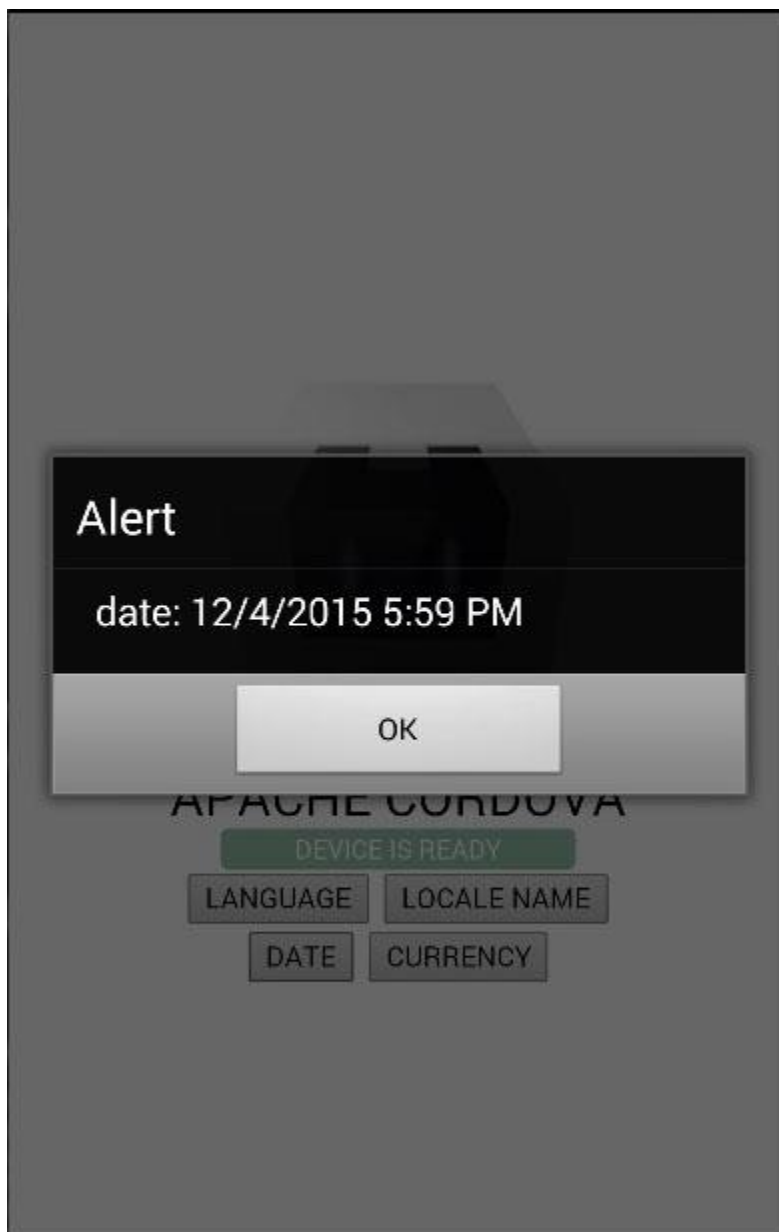 Alert
date: 12/4/2015 5:59 PM
OK
APACHE CORDOVA
DEVICE IS READY
LANGUAGE LOCALE NAME
DATE CURRENCY